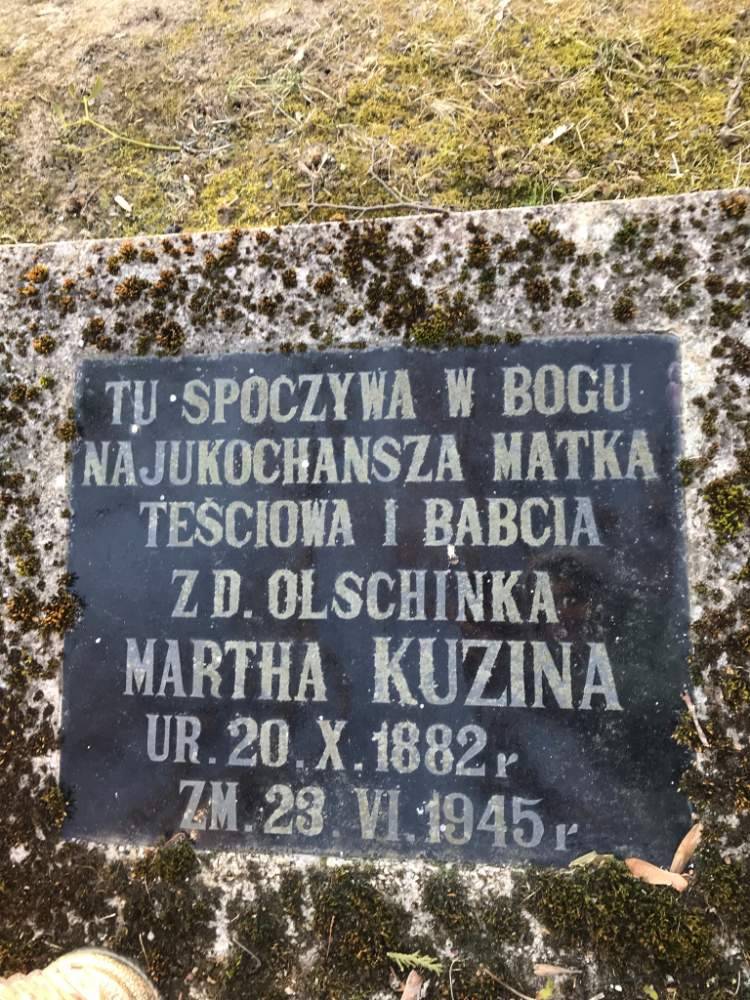 TU SPOCZYWA W BOGU
NAJUKOCHANSZA MATKA
TEŚCIOWA I BABCIA
Z D. OLSCHINKA
MARTHA KUZINA
UR. 20. X. 1882 r
ZM. 23. VI. 1945 r